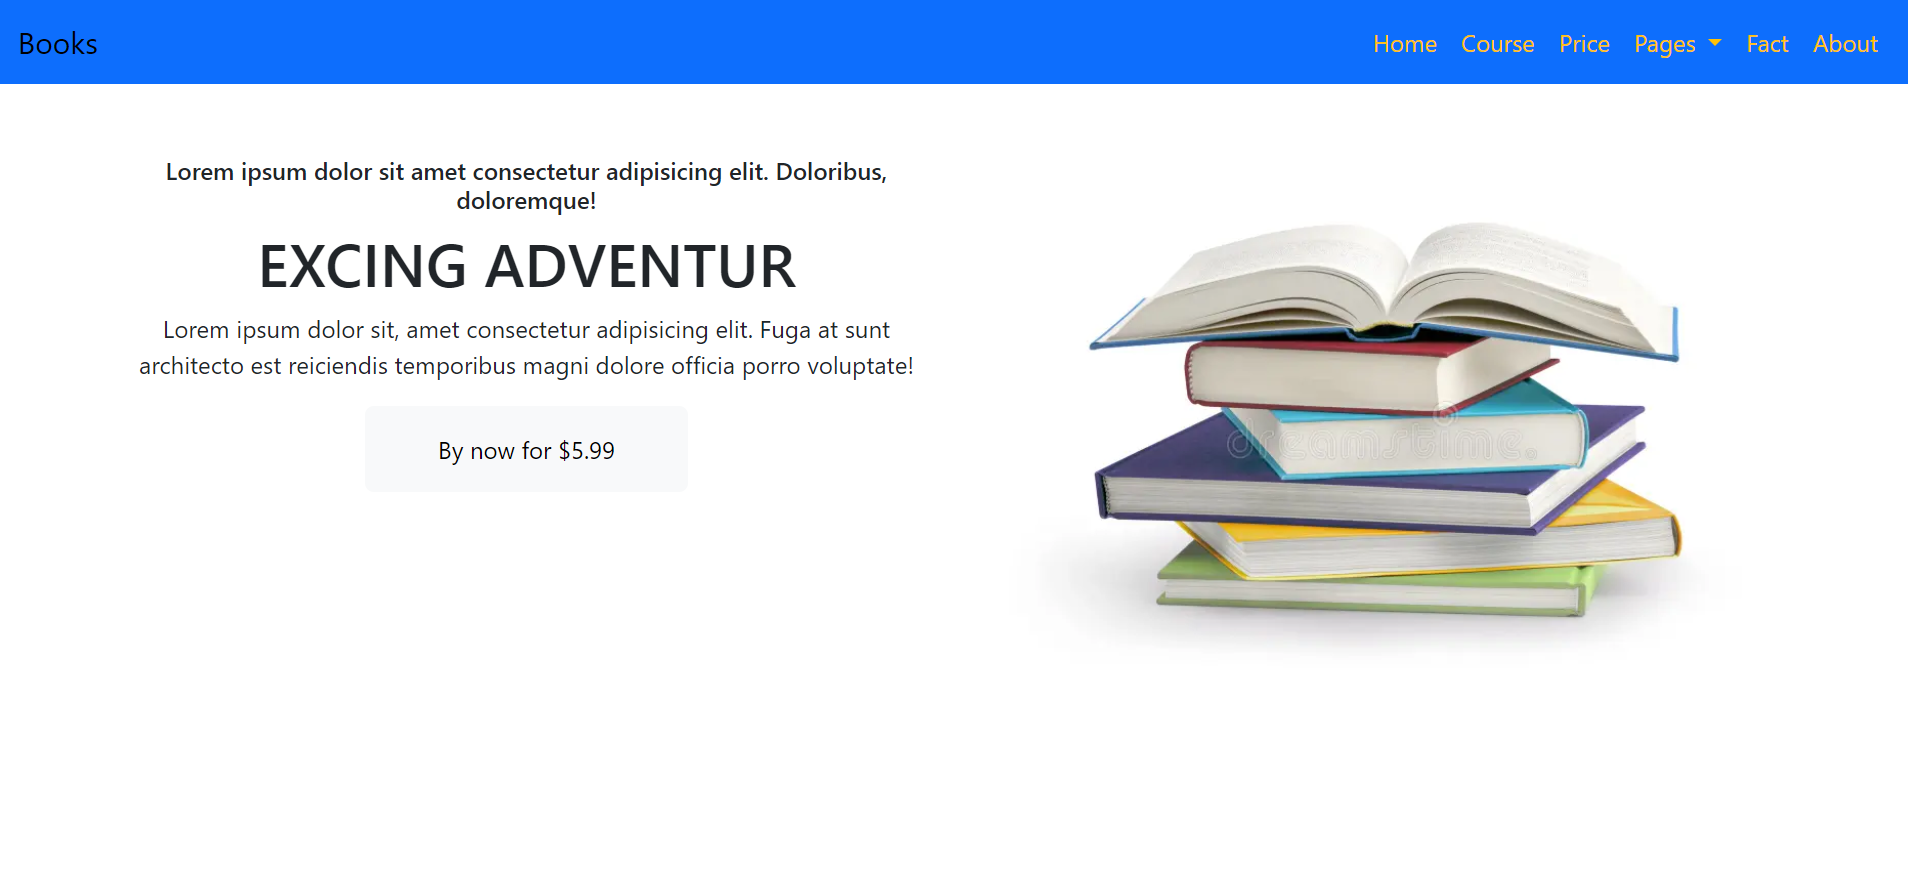 Books
Home Course Price Pages Fact About
Lorem ipsum dolor sit amet consectetur adipisicing elit. Doloribus,
doloremque!
EXCING ADVENTUR
Lorem ipsum dolor sit, amet consectetur adipisicing elit. Fuga at sunt
architecto est reiciendis temporibus magni dolore officia porro voluptate!
By now for $5.99
dreamstime.